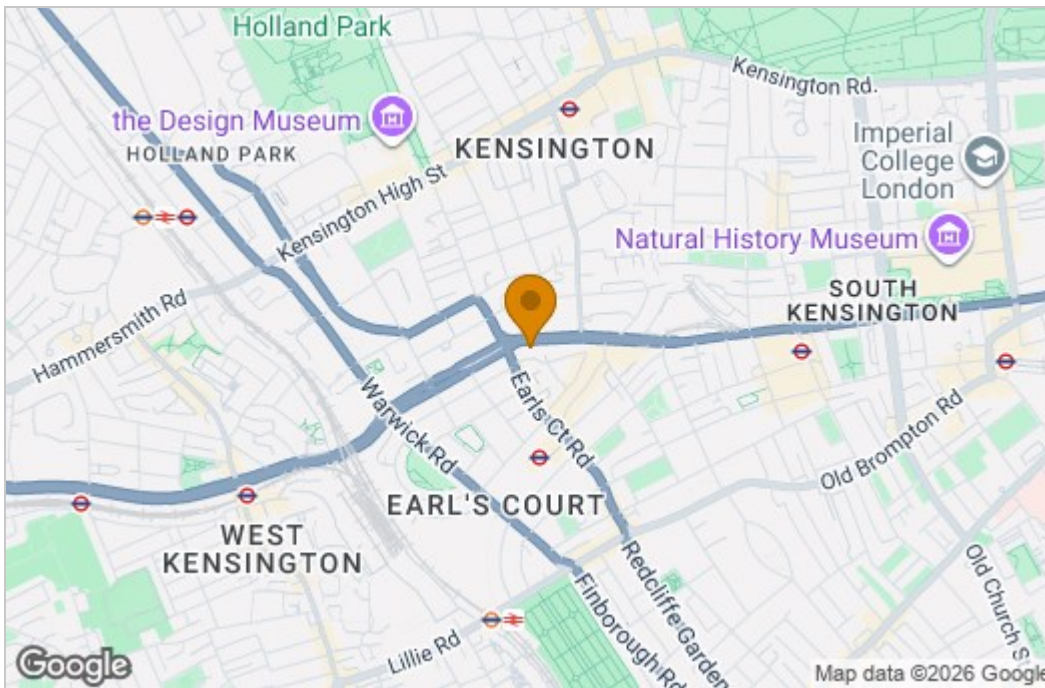 Holland Park
Kensington Rd.
the Design Museum
HOLLAND PARK
KENSINGTON
Imperial
College
London
Kensington High St
Natural History Museum
SOUTH
KENSINGTON
Hammersmith Rd
Earls Ct Rd
Warwick Rd
Old Brompton Rd
EARL'S COURT
WEST
KENSINGTON
Redcliffe Garden
Old Church S
Finborough Rd
Lillie Rd
Google
Map data ©2026 Google